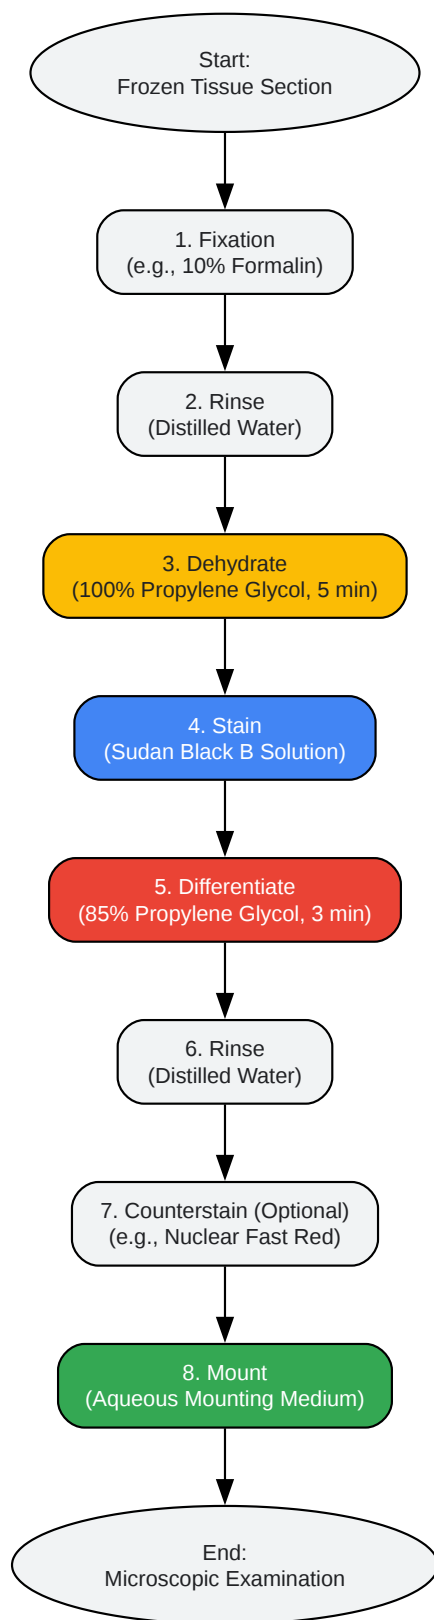 Start:
Frozen Tissue Section
1. Fixation
(e.g., 10% Formalin)
2. Rinse
(Distilled Water)
3. Dehydrate
(100% Propylene Glycol, 5 min)
4. Stain
(Sudan Black B Solution)
5. Differentiate
(85% Propylene Glycol, 3 min)
6. Rinse
(Distilled Water)
7. Counterstain (Optional)
(e.g., Nuclear Fast Red)
8. Mount
(Aqueous Mounting Medium)
End:
Microscopic Examination